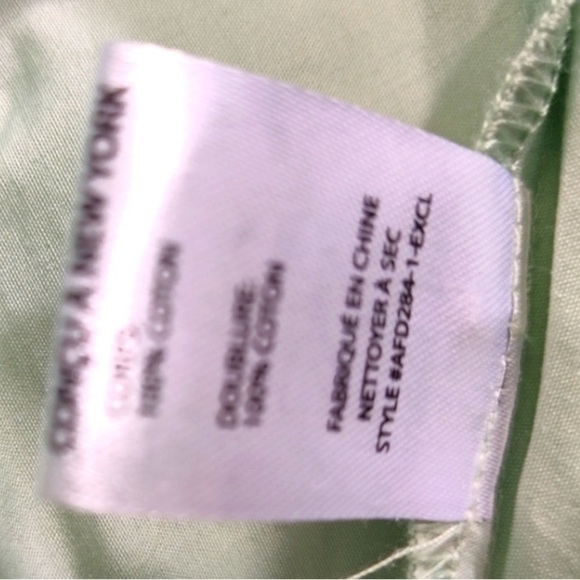 CONÇU A NEW YORK
CORPS:
100% COTON
DOUBLURE:
100% COTON
FABRIQUÉ EN CHINE
NETTOYER À SEC
STYLE #AFD284-1-EXCL